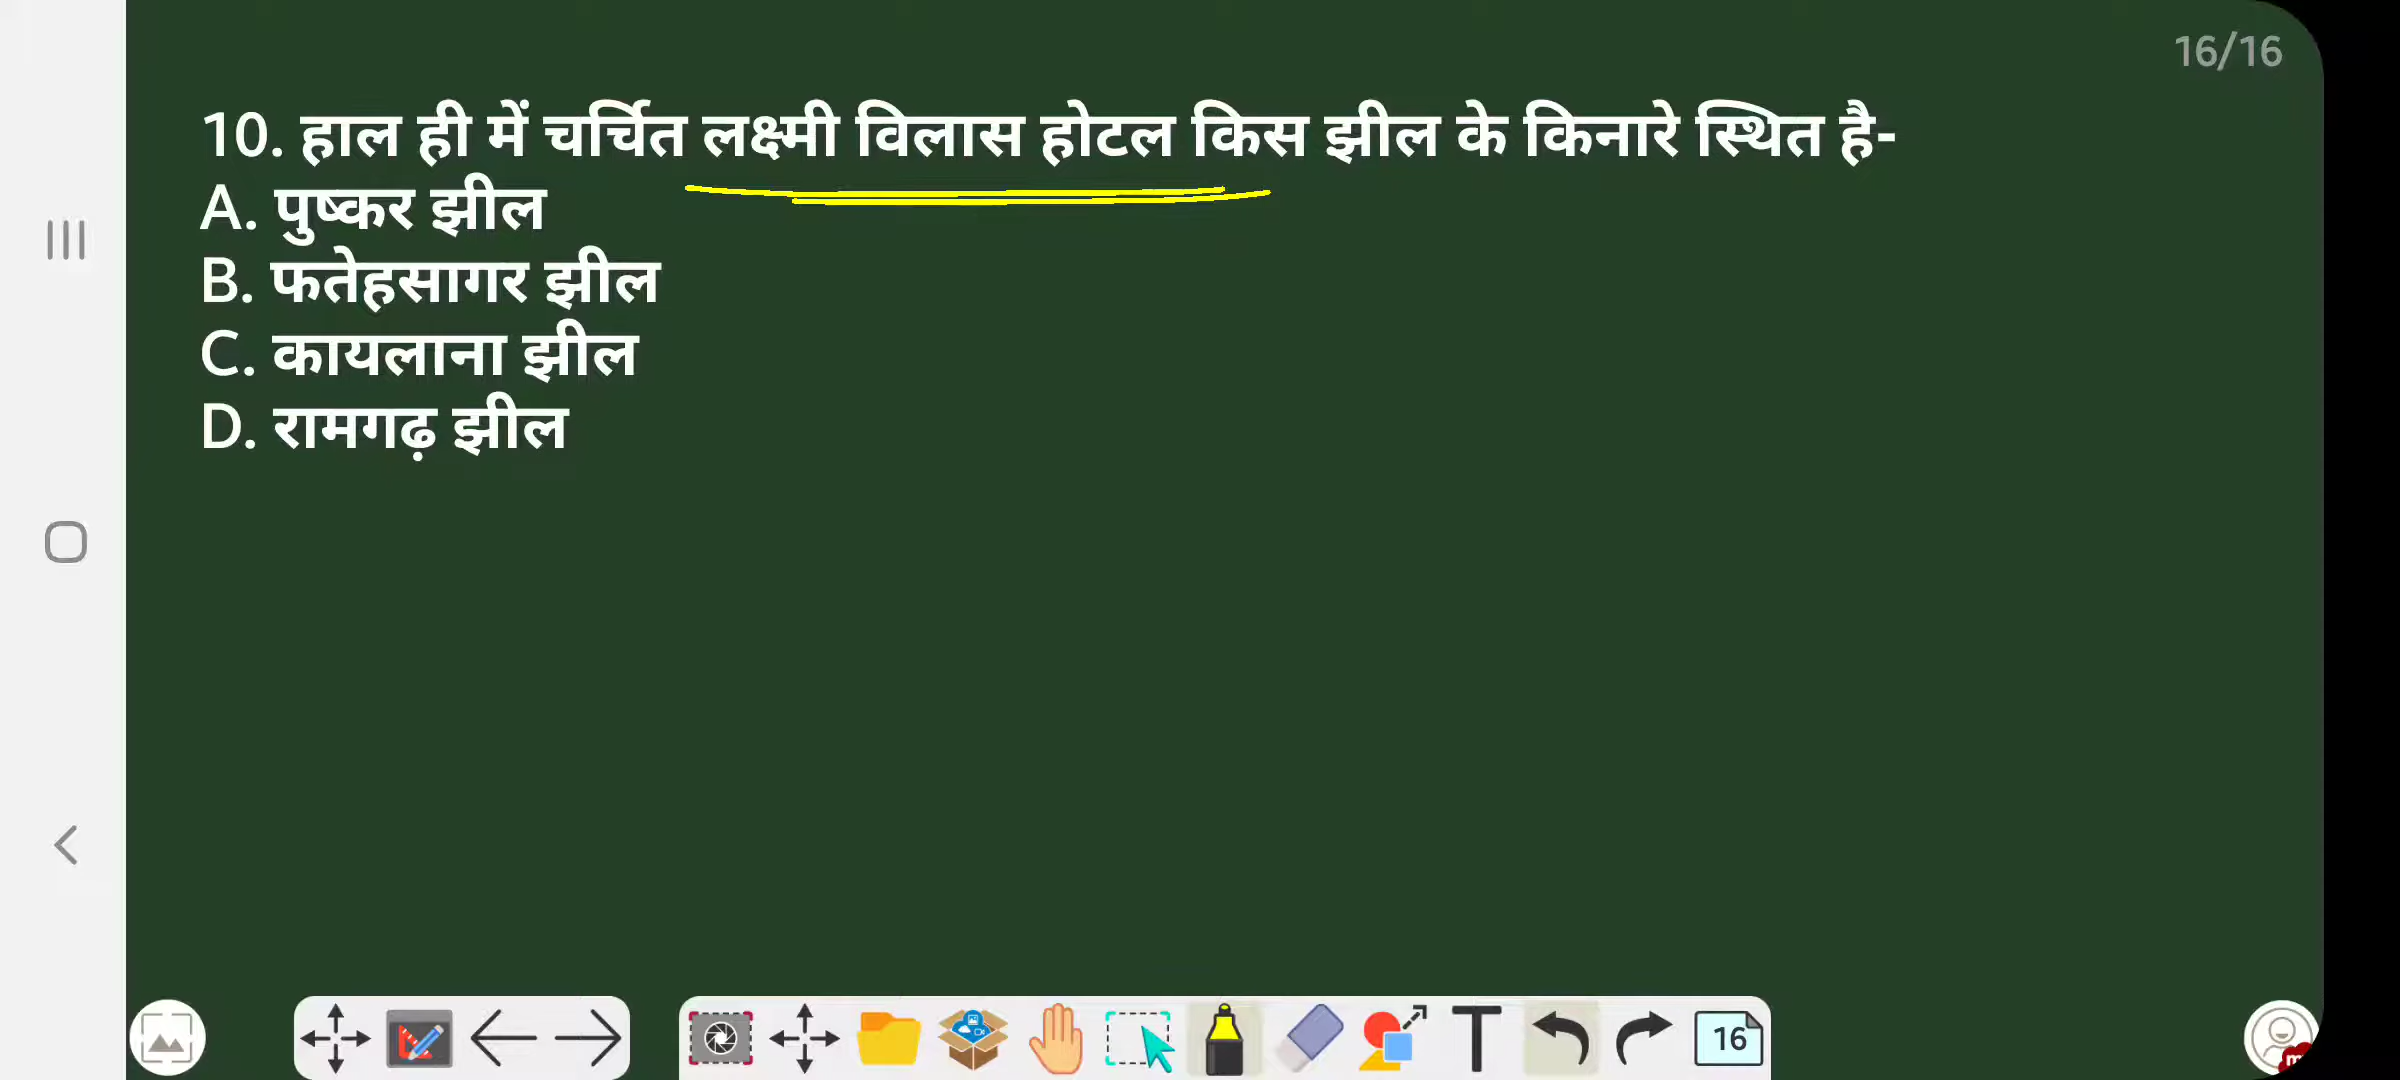 16/16
10. हाल ही में चर्चित लक्ष्मी विलास होटल किस झील के किनारे स्थित है-
A. पुष्कर झील
B. फतेहसागर झील
C. कायलाना झील
D. रामगढ़ झील
T
16